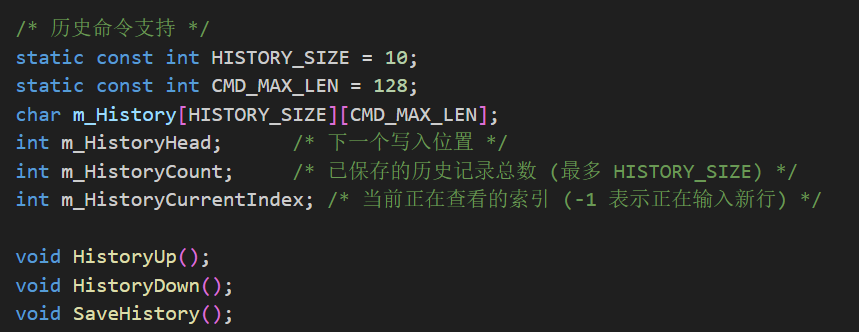 /* 历史命令支持 */
static const int HISTORY_SIZE = 10;
static const int CMD_MAX_LEN = 128;
char m_History[HISTORY_SIZE][CMD_MAX_LEN];
int m_HistoryHead;      /* 下一个写入位置 */
int m_HistoryCount;     /* 已保存的历史记录总数 (最多 HISTORY_SIZE) */
int m_HistoryCurrentIndex; /* 当前正在查看的索引 (-1 表示正在输入新行) */
void HistoryUp();
void HistoryDown();
void SaveHistory();